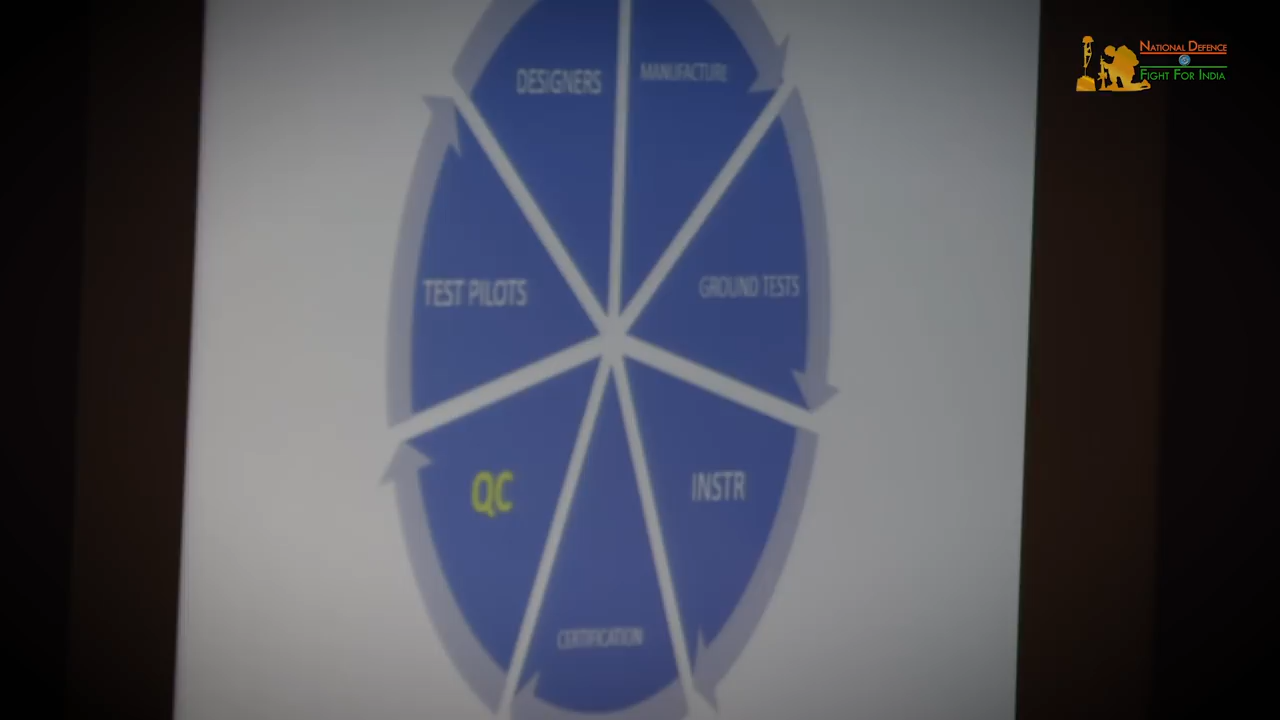 DESIGNERS
MANUFACTURE
TEST PILOTS
GROUND TESTS
QC
INSTR
CERTIFICATION
NATIONAL DEFENCE
FIGHT FOR INDIA